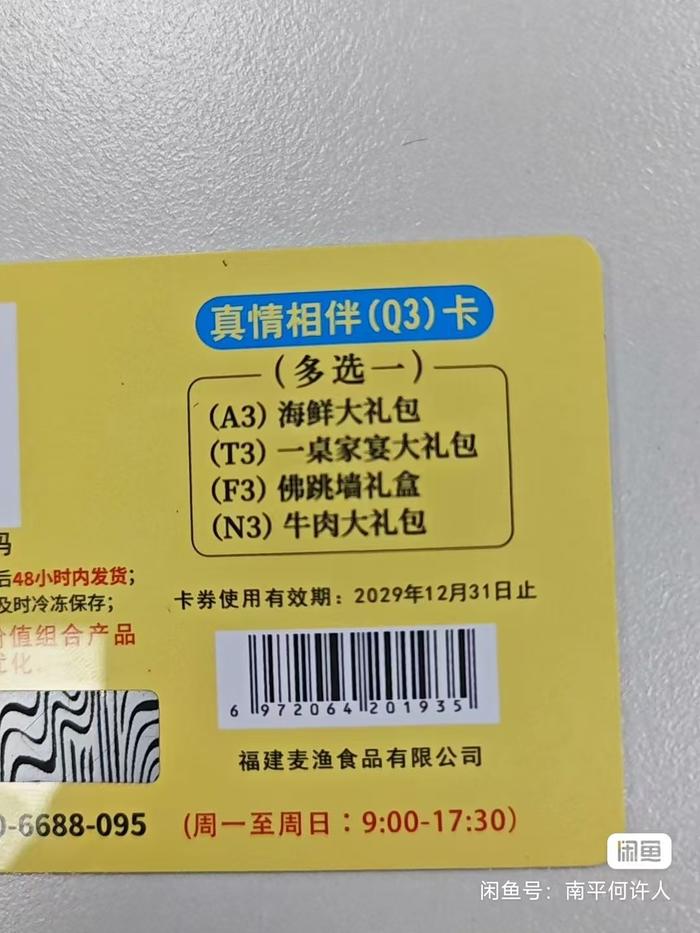 真情相伴(Q3)卡
(多选一)
(A3) 海鲜大礼包
(T3) 一桌家宴大礼包
(F3) 佛跳墙礼盒
(N3) 牛肉大礼包
码
后48小时内发货；
及时冷冻保存；
价值组合产品
优化
卡券使用有效期：2029年12月31日止
6 972064 201935
福建麦渔食品有限公司
0-6688-095 (周一至周日：9:00-17:30)
闲鱼
闲鱼号：南平何许人